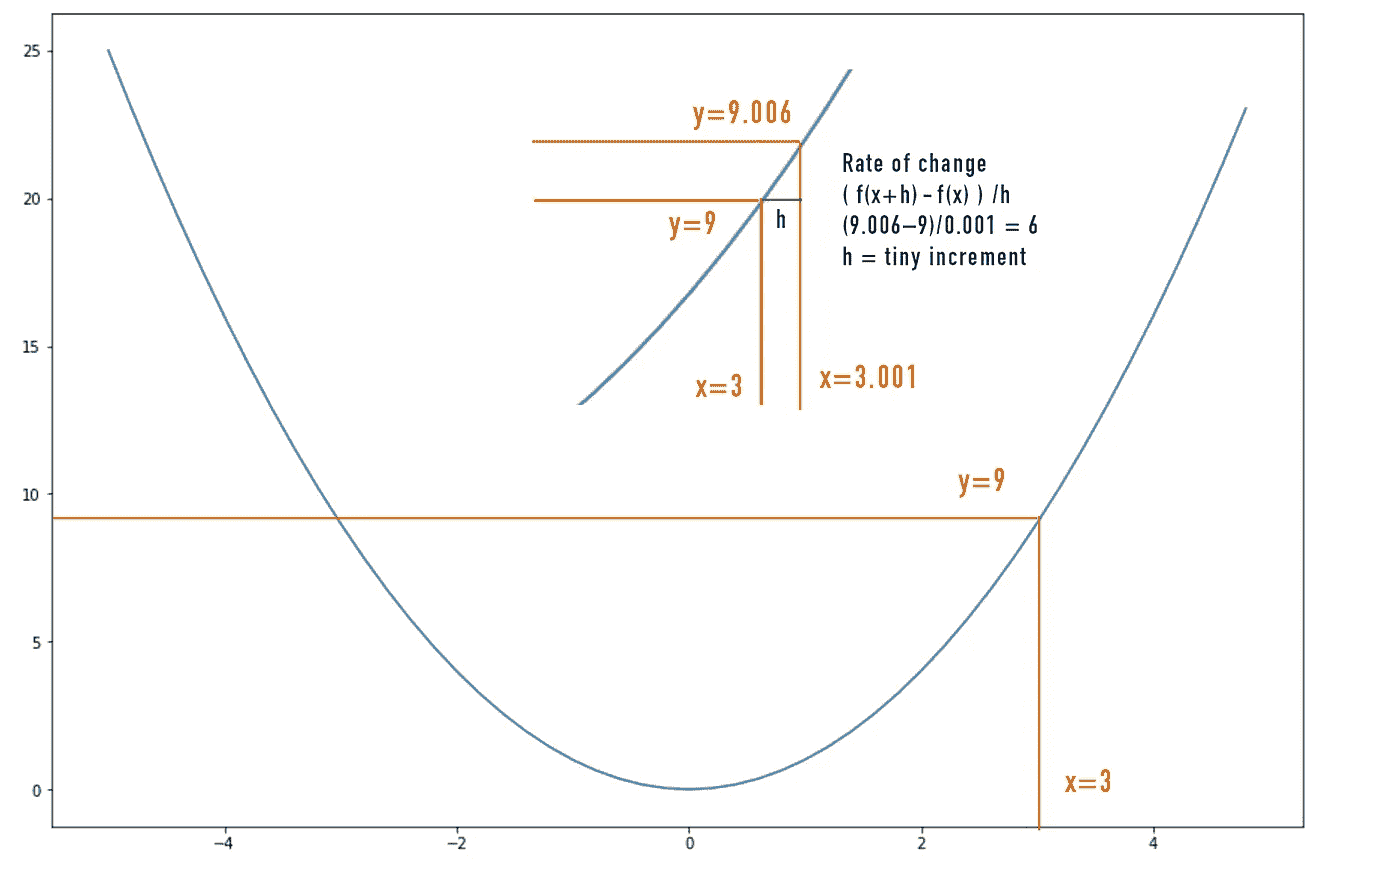 25
y=9.006
Rate of change
( f(x+h) - f(x) ) /h
(9.006–9)/0.001 = 6
h = tiny increment
20
y=9
h
15
x=3
x=3.001
10
y=9
5
x=3
0
−4
−2
0
2
4